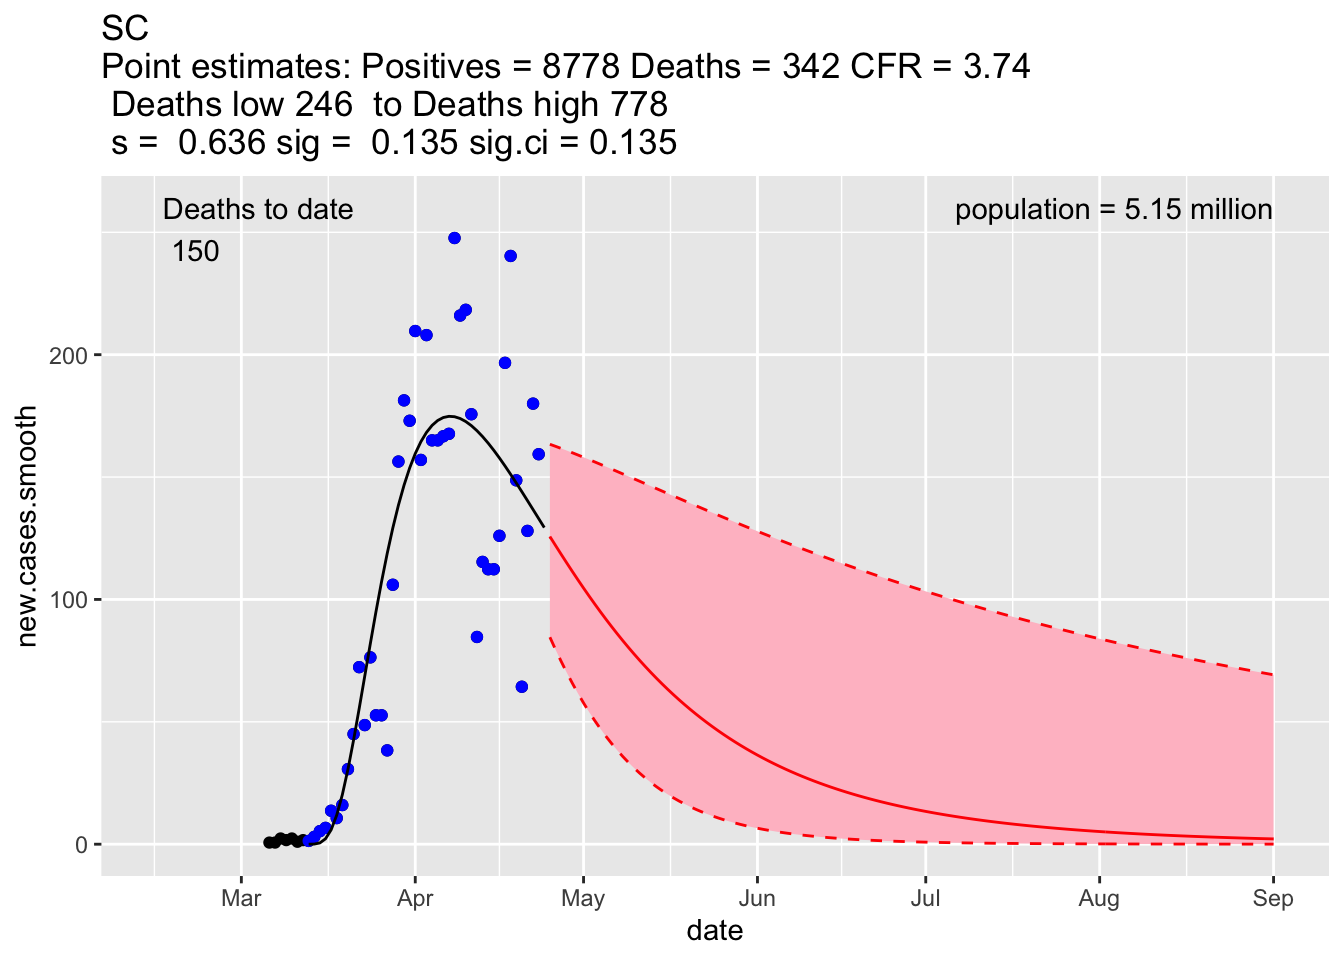 SC
Point estimates: Positives = 8778 Deaths = 342 CFR = 3.74
Deaths low 246  to Deaths high 778
s =  0.636 sig =  0.135 sig.ci = 0.135
Deaths to date
150
population = 5.15 million
new.cases.smooth
200
100
0
Mar Apr May Jun Jul Aug Sep
date